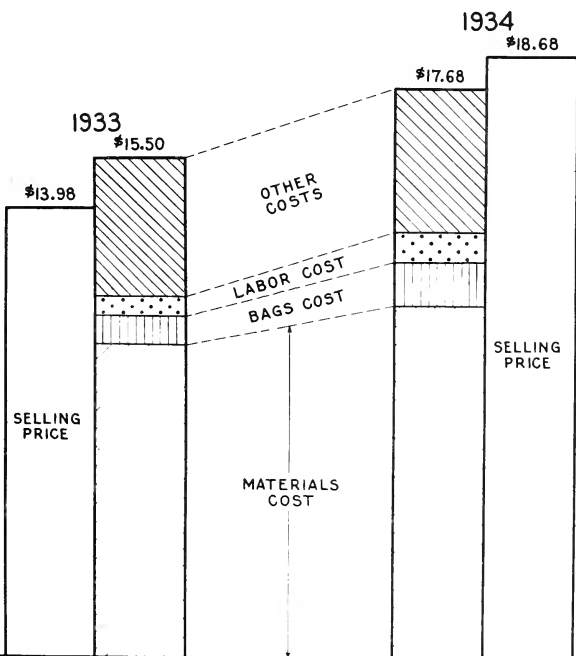 1934
$18.68
$17.68
1933
$15.50
$13.98
OTHER
COSTS
LABOR COST
BAGS COST
SELLING
PRICE
SELLING
PRICE
MATERIALS
COST